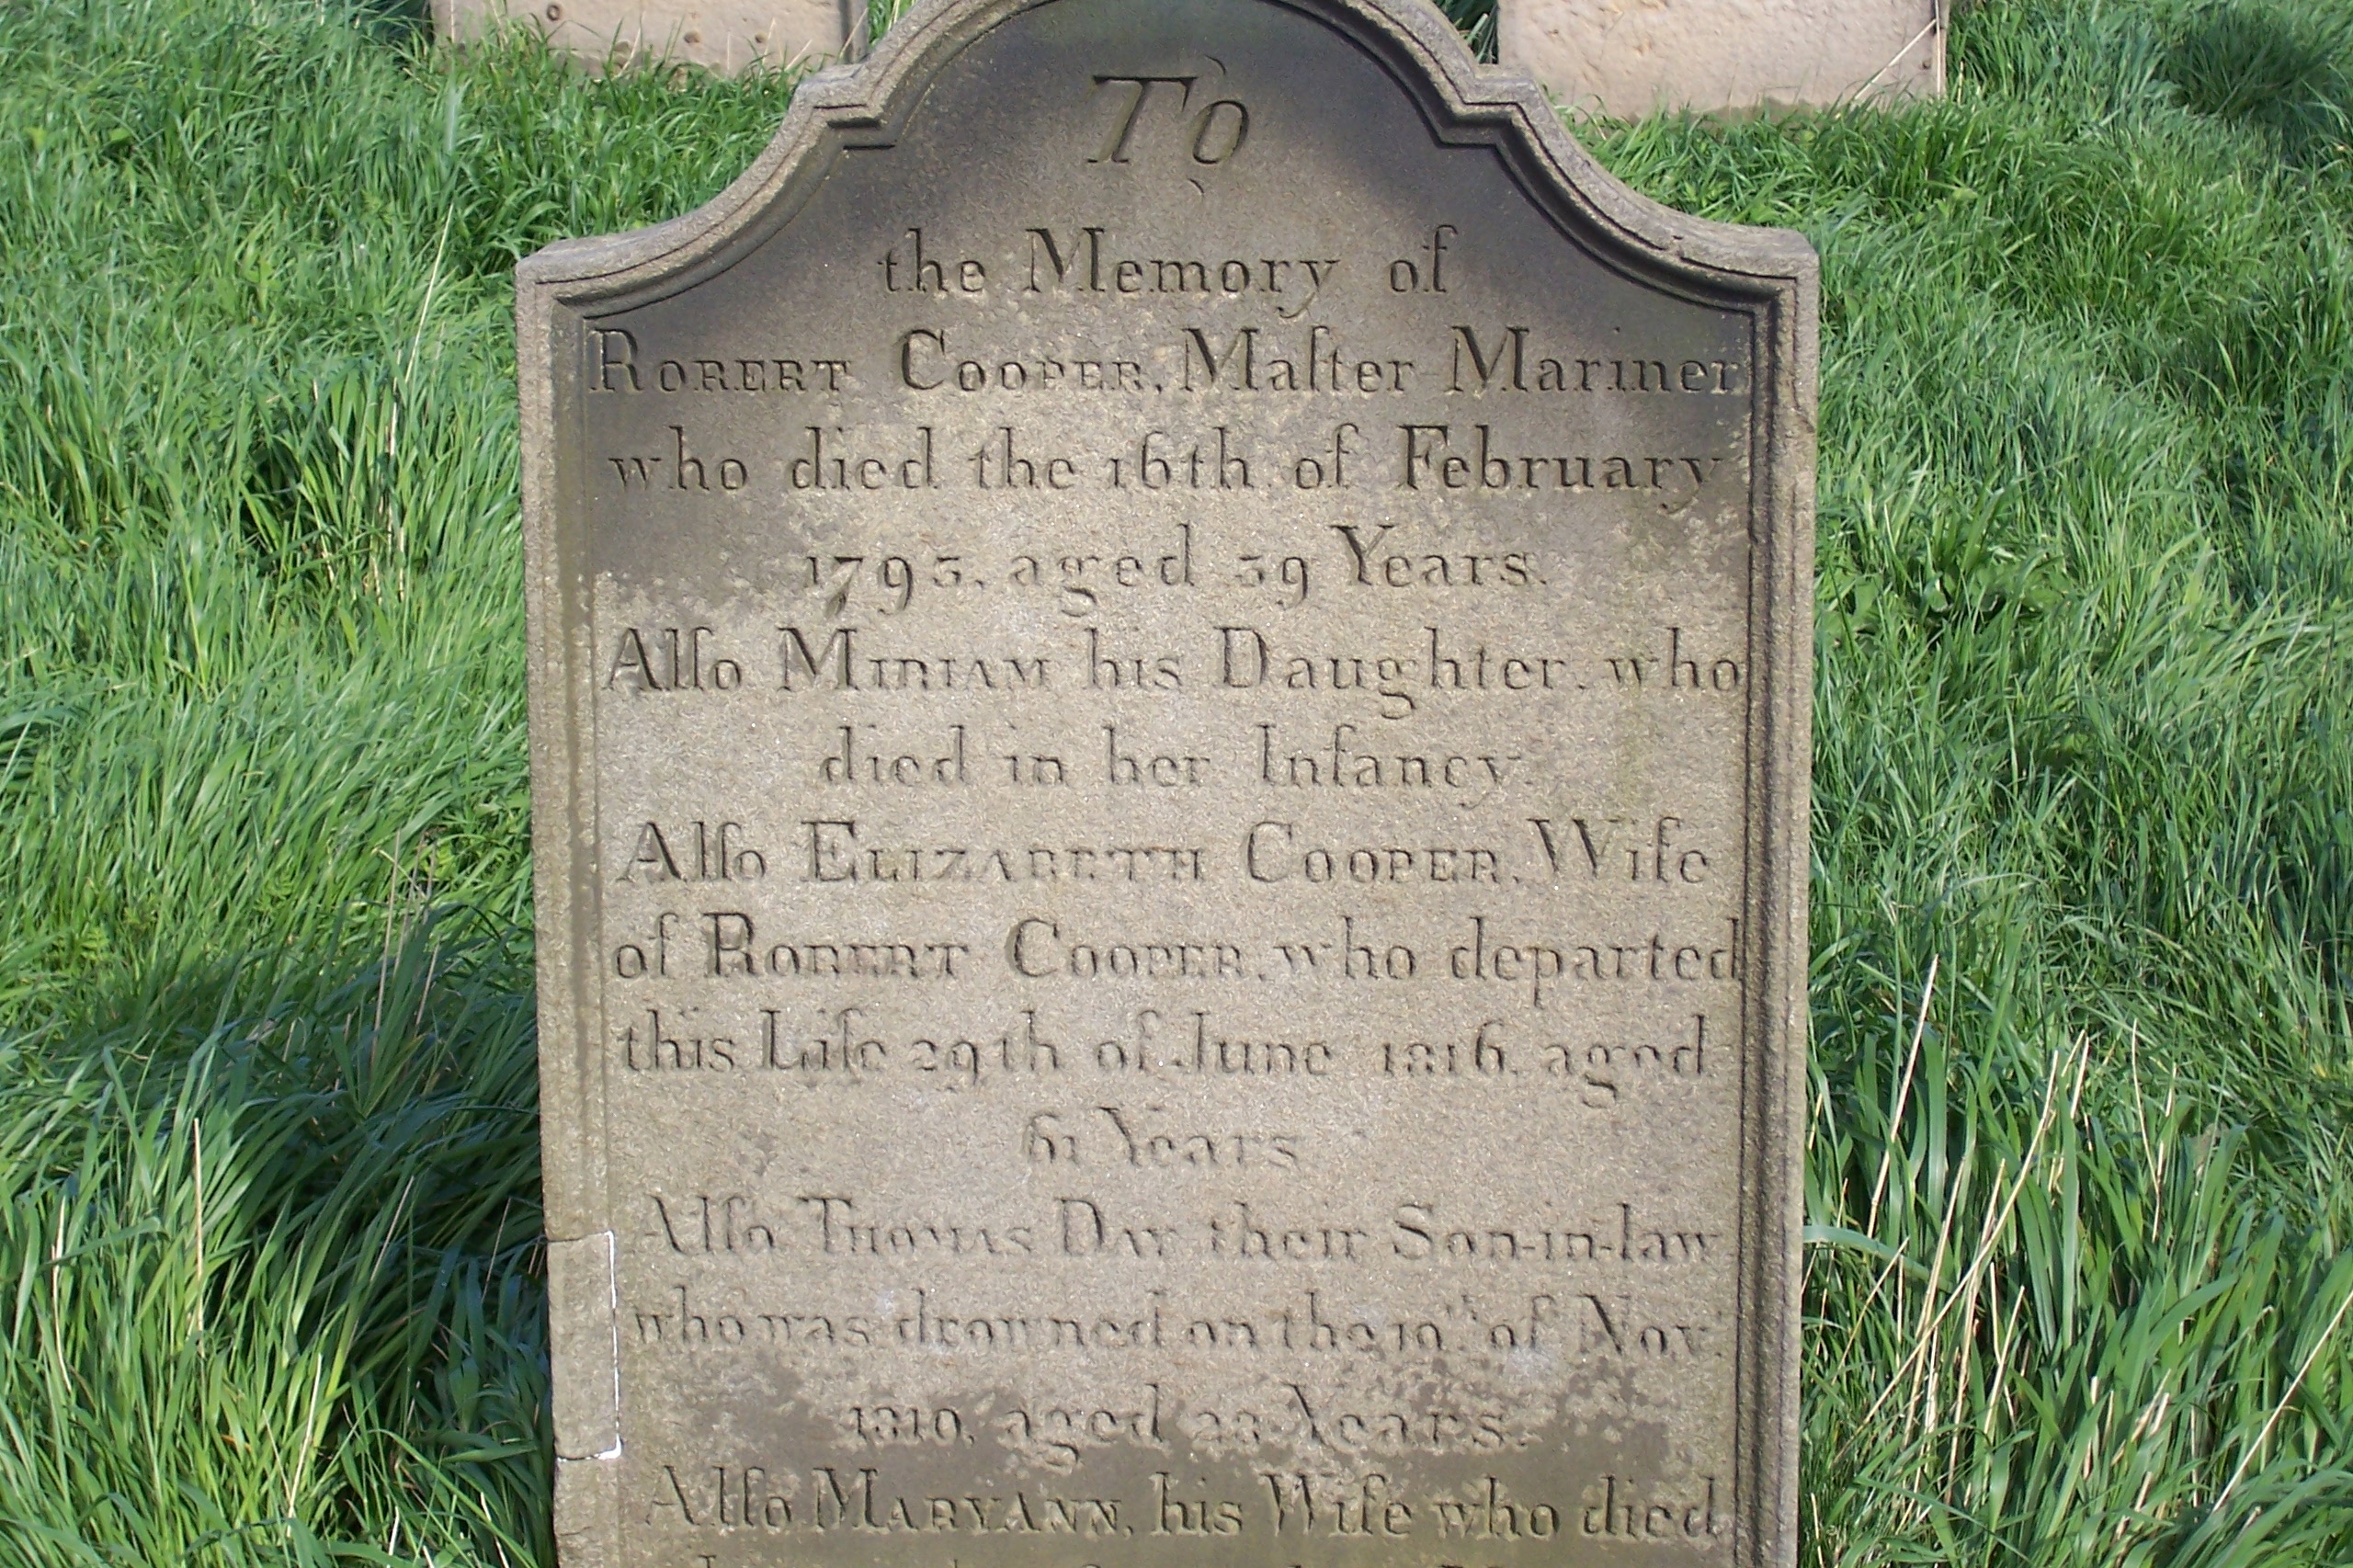 To
the Memory of
ROBERT COOPER, Maſter Mariner
who died the 16th of February
1793, aged 39 Years.
Alſo MIRIAM his Daughter, who
died in her Infancy.
Alſo ELIZABETH COOPER, Wife
of ROBERT COOPER, who departed
this Life 29th of June 1816, aged
61 Years
Alſo THOMAS DAY their Son-in-law
who was drowned on the 10th of Nov.r
1810, aged 28 Years.
Alſo MARYANN, his Wife who died